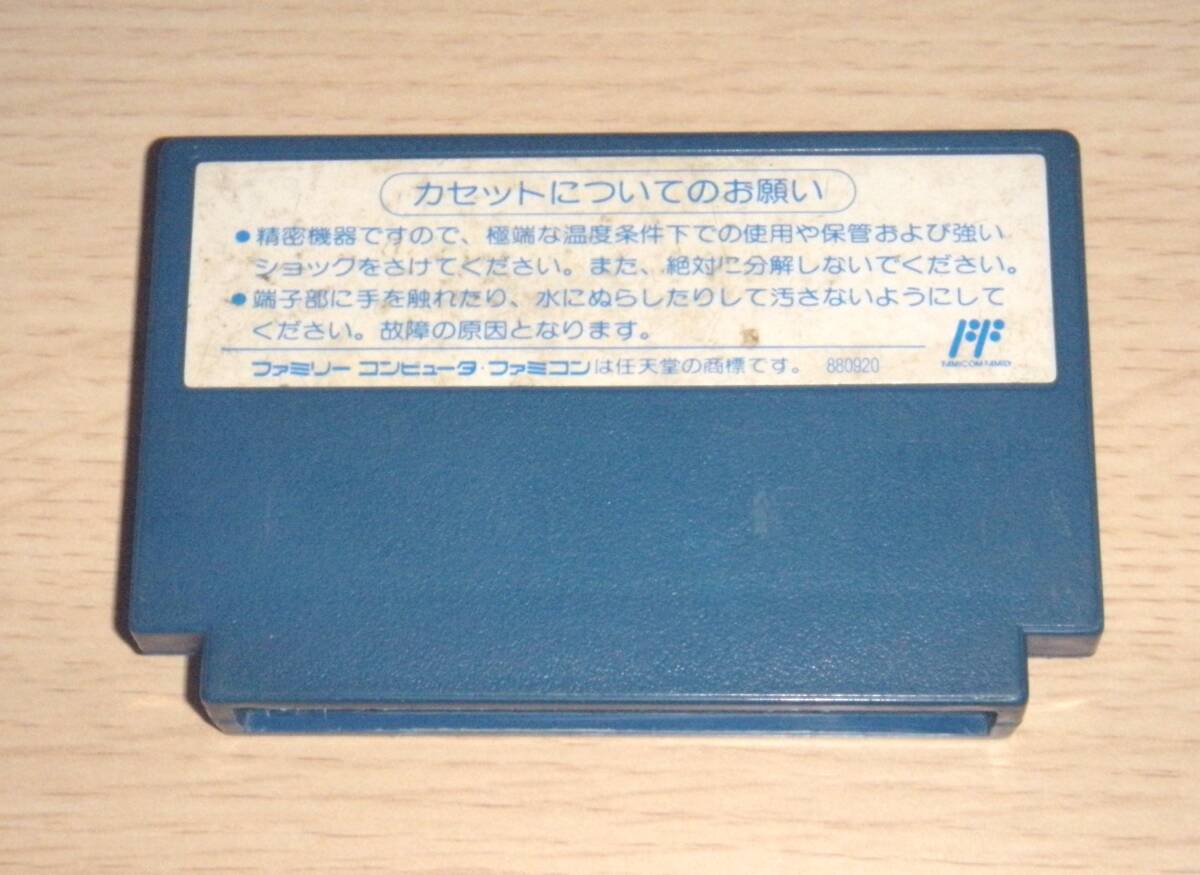 カセットについてのお願い
●精密機器ですので、極端な温度条件下での使用や保管および強い
ショックをさけてください。また、絶対に分解しないでください。
●端子部に手を触れたり、水にぬらしたりして汚さないようにして
ください。故障の原因となります。
ファミリー コンピュータ・ファミコンは任天堂の商標です。 880920
FF
FAMICOM FAMILY